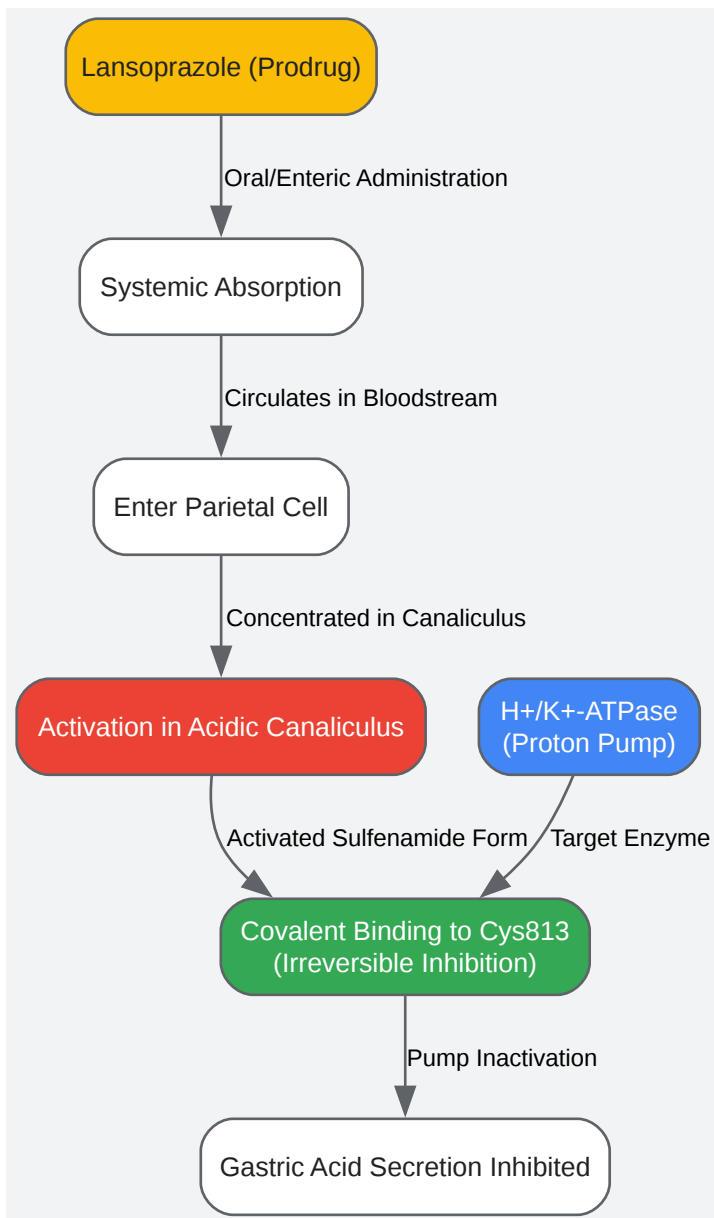 Lansoprazole (Prodrug)
Oral/Enteric Administration
Systemic Absorption
Circulates in Bloodstream
Enter Parietal Cell
Concentrated in Canaliculus
Activation in Acidic Canaliculus
H+/K+-ATPase
(Proton Pump)
Activated Sulfenamide Form
Target Enzyme
Covalent Binding to Cys813
(Irreversible Inhibition)
Pump Inactivation
Gastric Acid Secretion Inhibited